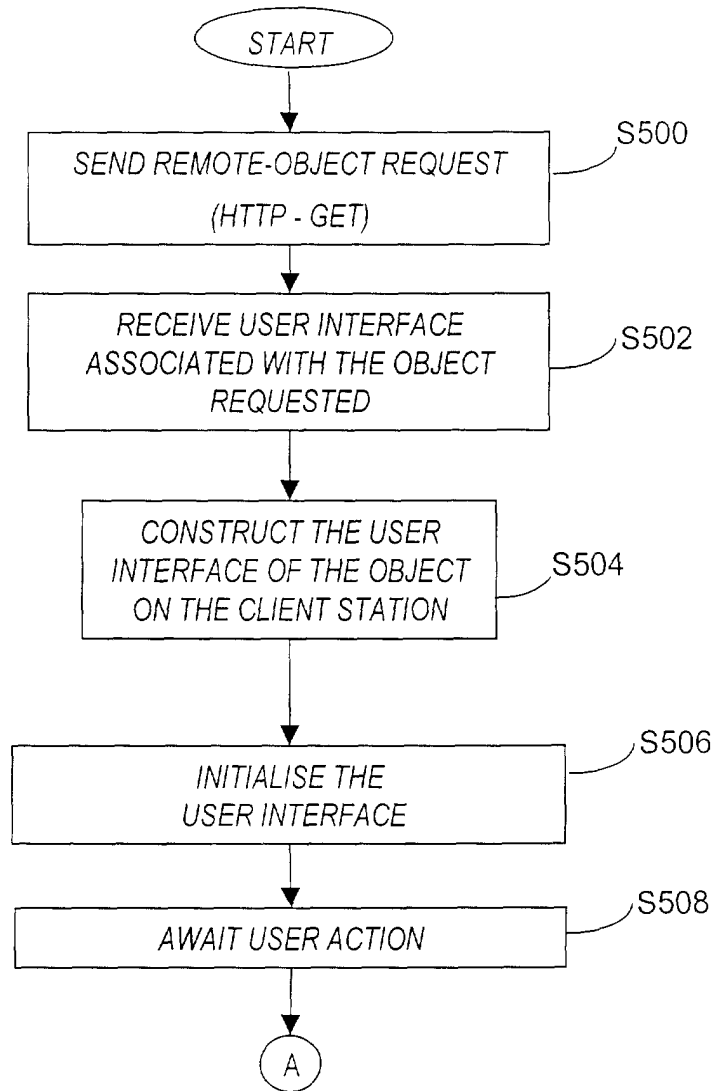 START
SEND REMOTE-OBJECT REQUEST
(HTTP - GET)
S500
RECEIVE USER INTERFACE
ASSOCIATED WITH THE OBJECT
REQUESTED
S502
CONSTRUCT THE USER
INTERFACE OF THE OBJECT
ON THE CLIENT STATION
S504
INITIALISE THE
USER INTERFACE
S506
AWAIT USER ACTION
S508
A